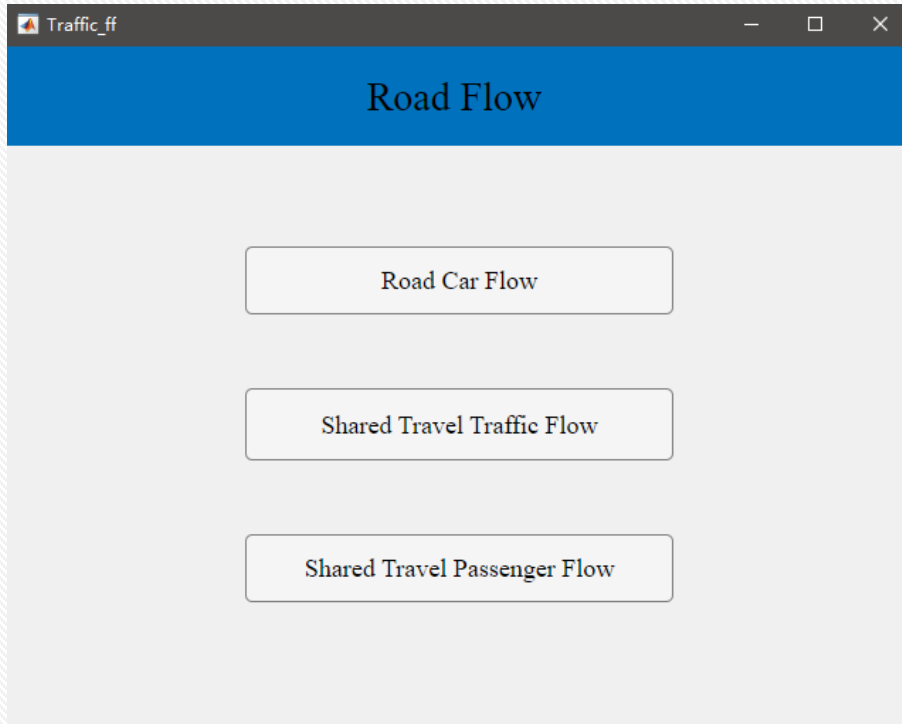 Traffic_ff
Road Flow
Road Car Flow
Shared Travel Traffic Flow
Shared Travel Passenger Flow